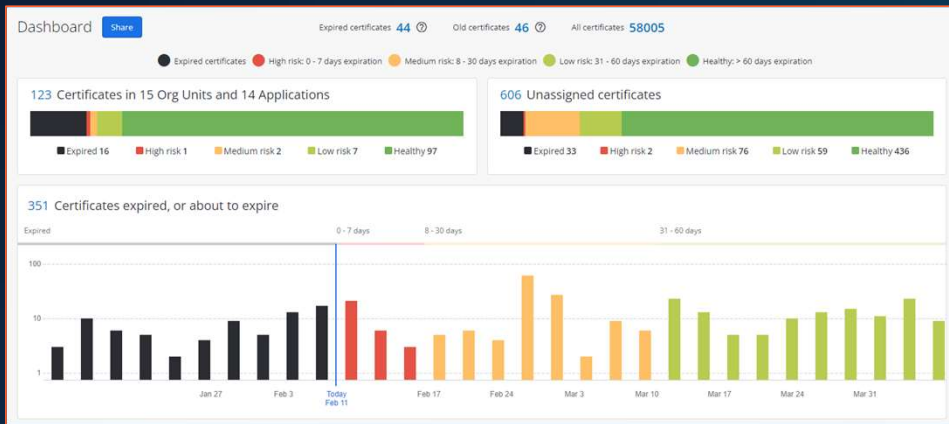 Dashboard Share Expired certificates 44 ? Old certificates 46 ? All certificates 58005
Expired certificates High risk: 0 - 7 days expiration Medium risk: 8 - 30 days expiration Low risk: 31 - 60 days expiration Healthy: > 60 days expiration
123 Certificates in 15 Org Units and 14 Applications
Expired 16 High risk 1 Medium risk 2 Low risk 7 Healthy 97
606 Unassigned certificates
Expired 33 High risk 2 Medium risk 76 Low risk 59 Healthy 436
351 Certificates expired, or about to expire
Expired 0 - 7 days 8 - 30 days 31 - 60 days
100
10
1
Jan 27 Feb 3 Today Feb 17 Feb 24 Mar 3 Mar 10 Mar 17 Mar 24 Mar 31
Feb 11